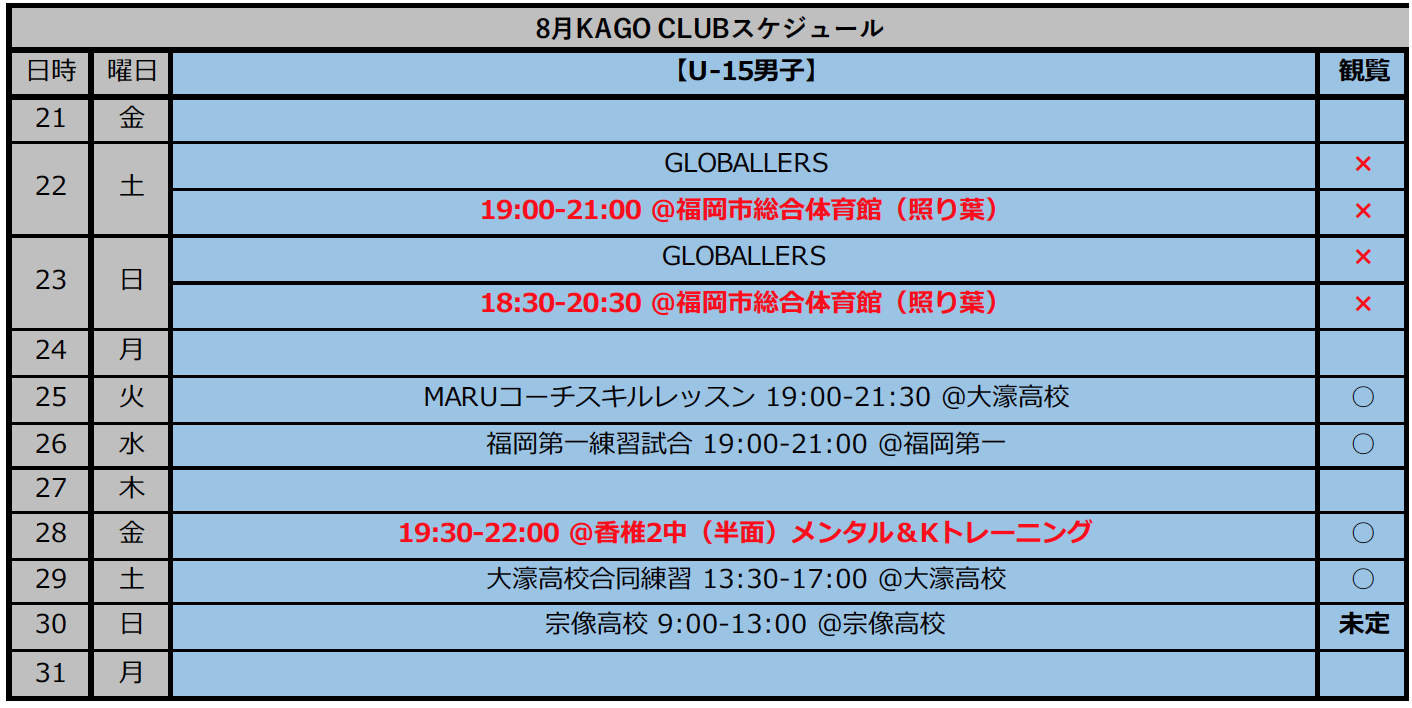 8月KAGO CLUBスケジュール
日時 曜日 【U-15男子】 観覧
21 金
22 土 GLOBALLERS ×
19:00-21:00 @福岡市総合体育館（照り葉） ×
23 日 GLOBALLERS ×
18:30-20:30 @福岡市総合体育館（照り葉） ×
24 月
25 火 MARUコーチスキルレッスン 19:00-21:30 @大濠高校 ○
26 水 福岡第一練習試合 19:00-21:00 @福岡第一 ○
27 木
28 金 19:30-22:00 @香椎2中（半面）メンタル＆Kトレーニング ○
29 土 大濠高校合同練習 13:30-17:00 @大濠高校 ○
30 日 宗像高校 9:00-13:00 @宗像高校 未定
31 月